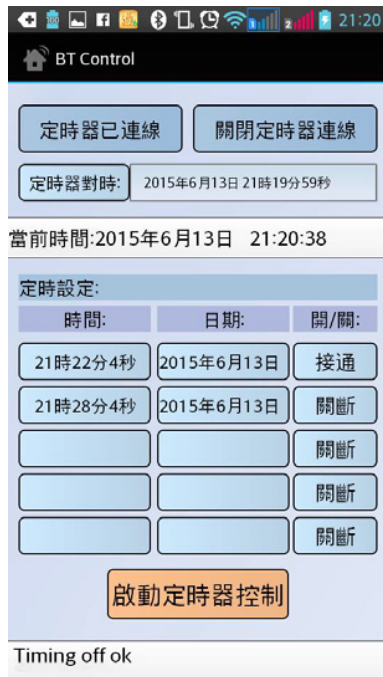 21:20
BT Control
定時器已連線 關閉定時器連線
定時器對時: 2015年6月13日 21時19分59秒
當前時間:2015年6月13日 21:20:38
定時設定:
時間: 日期: 開/關:
21時22分4秒 2015年6月13日 接通
21時28分4秒 2015年6月13日 關斷
關斷
關斷
關斷
啟動定時器控制
Timing off ok